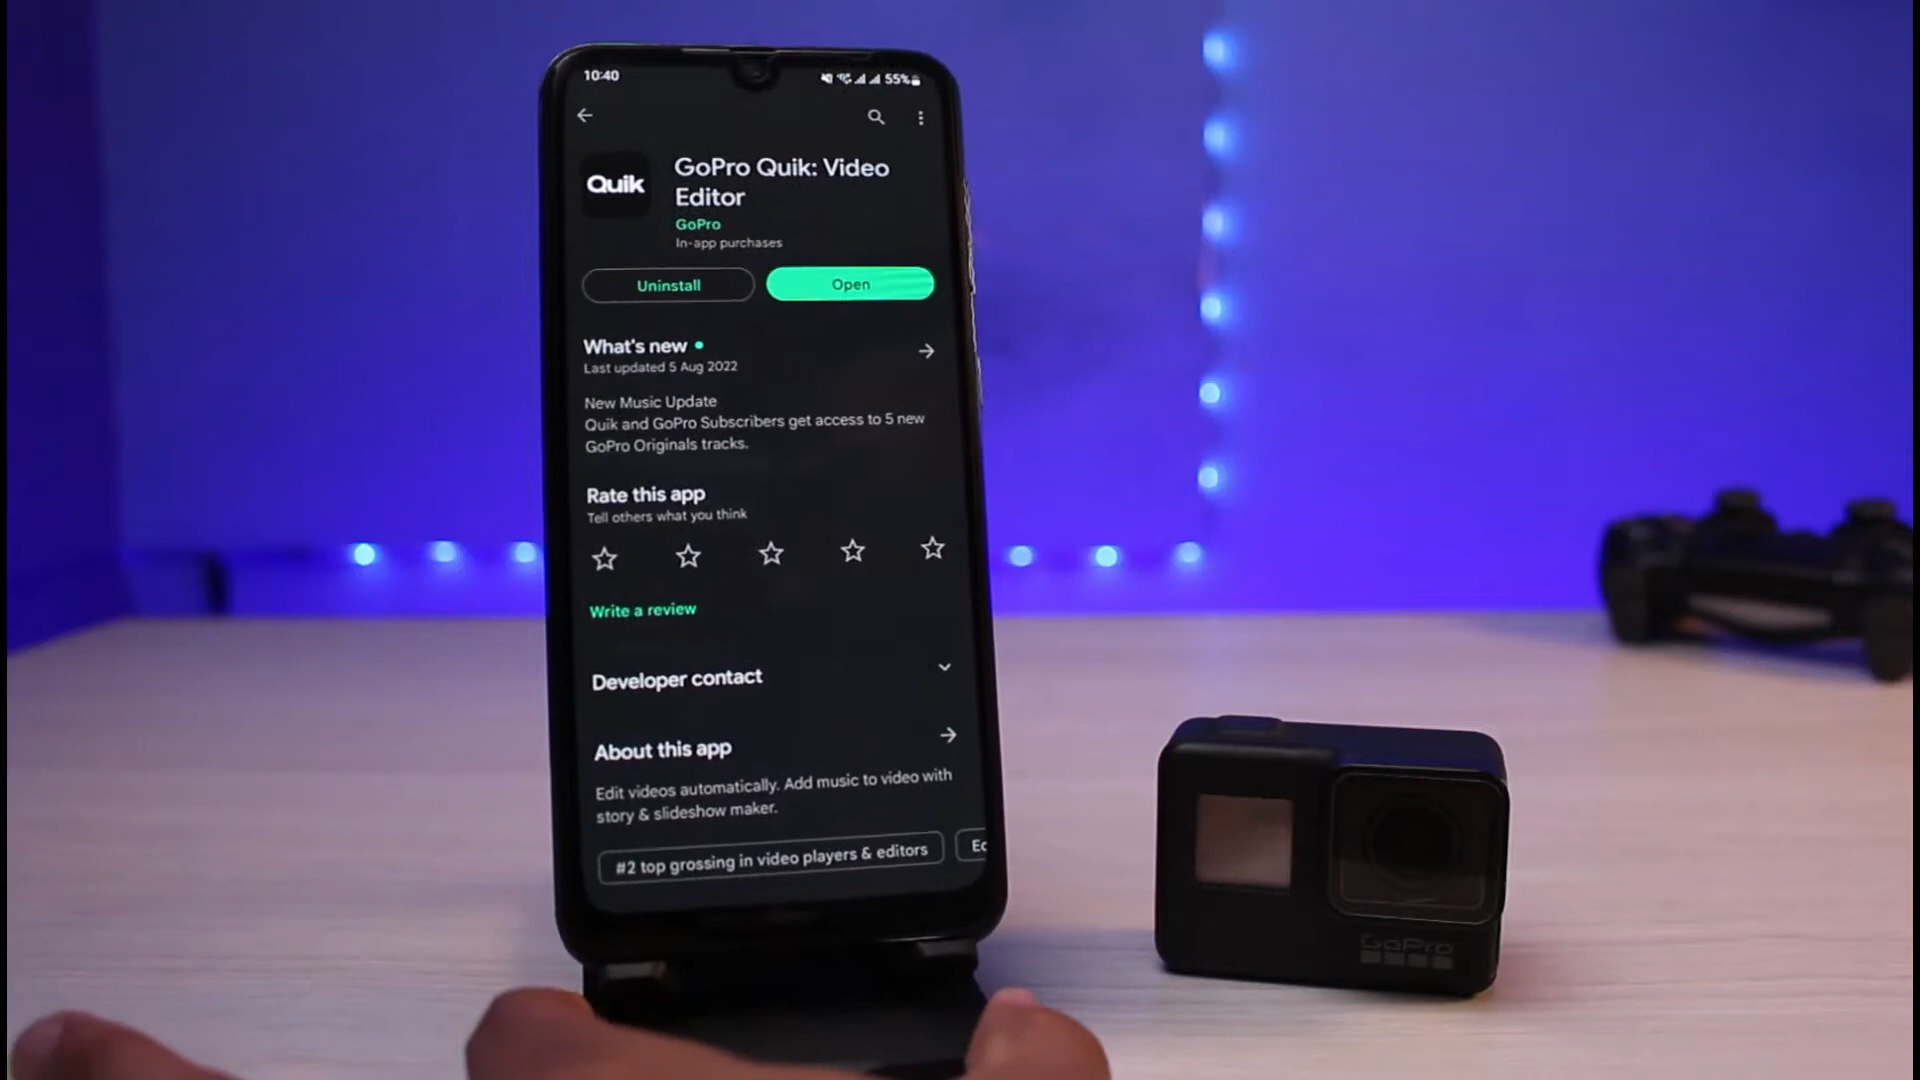 10:40
55%
Quik
GoPro Quik: Video
Editor
GoPro
In-app purchases
Uninstall
Open
What's new
Last updated 5 Aug 2022
New Music Update
Quik and GoPro Subscribers get access to 5 new
GoPro Originals tracks.
Rate this app
Tell others what you think
Write a review
Developer contact
About this app
Edit videos automatically. Add music to video with
story & slideshow maker.
#2 top grossing in video players & editors
GoPro